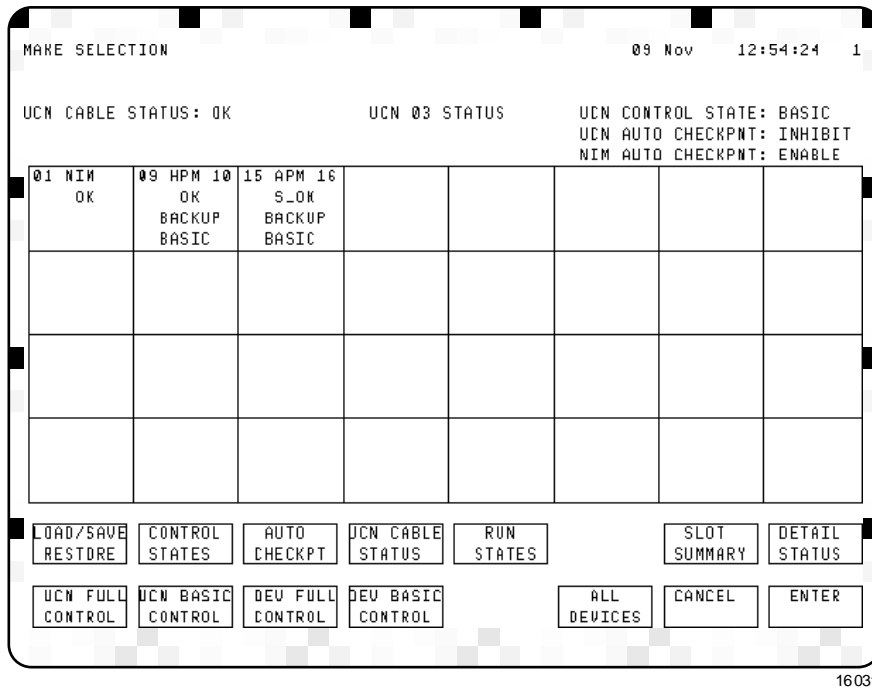 MAKE SELECTION 09 Nov 12:54:24 1
UCN CABLE STATUS: OK UCN 03 STATUS UCN CONTROL STATE: BASIC
UCN AUTO CHECKPNT: INHIBIT
NIM AUTO CHECKPNT: ENABLE
01 NIM 09 HPM 10 15 APM 16
OK OK S_OK
BACKUP BACKUP
BASIC BASIC
LOAD/SAVE CONTROL AUTO UCN CABLE RUN SLOT DETAIL
RESTORE STATES CHECKPT STATUS STATES SUMMARY STATUS
UCN FULL UCN BASIC DEV FULL DEV BASIC ALL CANCEL ENTER
CONTROL CONTROL CONTROL CONTROL DEVICES